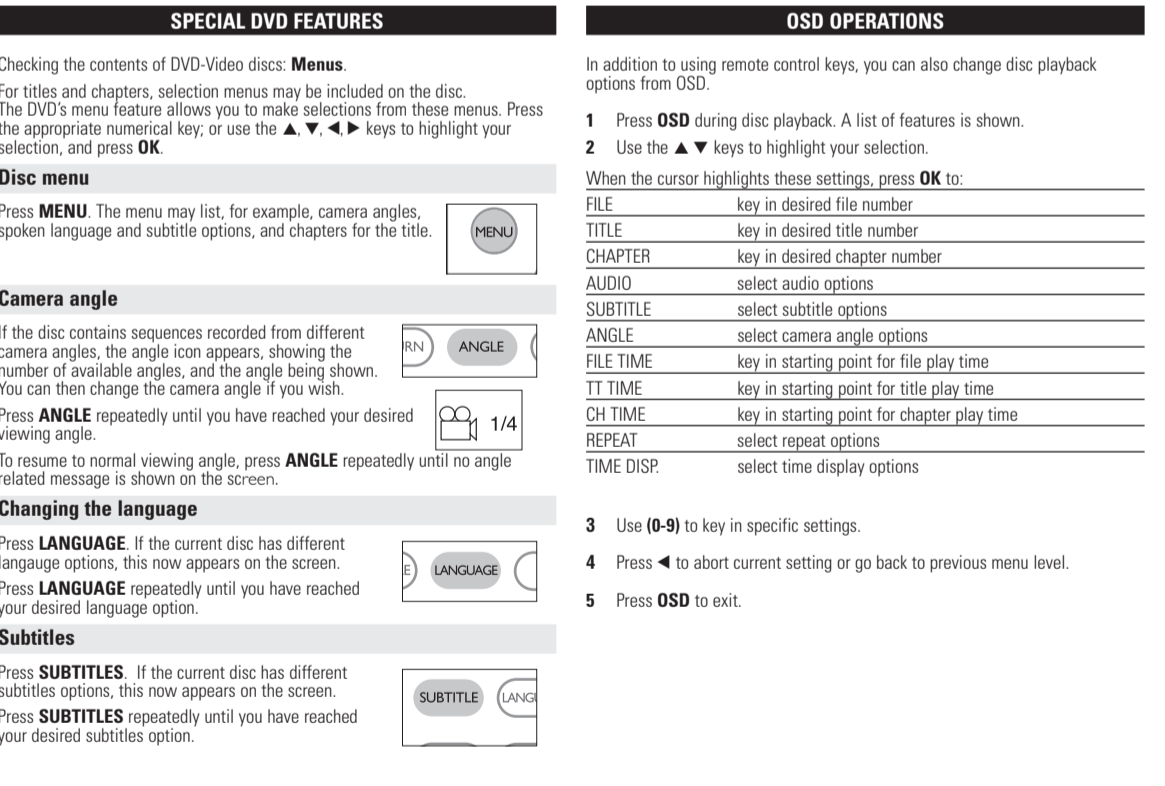 SPECIAL DVD FEATURES
Checking the contents of DVD-Video discs: Menus.
For titles and chapters, selection menus may be included on the disc.
The DVD's menu feature allows you to make selections from these menus. Press
the appropriate numerical key; or use the ▲, ▼, ◀, ▶ keys to highlight your
selection, and press OK.
Disc menu
Press MENU. The menu may list, for example, camera angles,
spoken language and subtitle options, and chapters for the title.
MENU
Camera angle
If the disc contains sequences recorded from different
camera angles, the angle icon appears, showing the
number of available angles, and the angle being shown.
You can then change the camera angle if you wish.
RN ANGLE
Press ANGLE repeatedly until you have reached your desired
viewing angle.
1/4
To resume to normal viewing angle, press ANGLE repeatedly until no angle
related message is shown on the screen.
Changing the language
Press LANGUAGE. If the current disc has different
langauge options, this now appears on the screen.
Press LANGUAGE repeatedly until you have reached
your desired language option.
E LANGUAGE
Subtitles
Press SUBTITLES. If the current disc has different
subtitles options, this now appears on the screen.
Press SUBTITLES repeatedly until you have reached
your desired subtitles option.
SUBTITLE LANGU
OSD OPERATIONS
In addition to using remote control keys, you can also change disc playback
options from OSD.
1 Press OSD during disc playback. A list of features is shown.
2 Use the ▲ ▼ keys to highlight your selection.
When the cursor highlights these settings, press OK to:
FILE key in desired file number
TITLE key in desired title number
CHAPTER key in desired chapter number
AUDIO select audio options
SUBTITLE select subtitle options
ANGLE select camera angle options
FILE TIME key in starting point for file play time
TT TIME key in starting point for title play time
CH TIME key in starting point for chapter play time
REPEAT select repeat options
TIME DISP. select time display options
3 Use (0-9) to key in specific settings.
4 Press ◀ to abort current setting or go back to previous menu level.
5 Press OSD to exit.